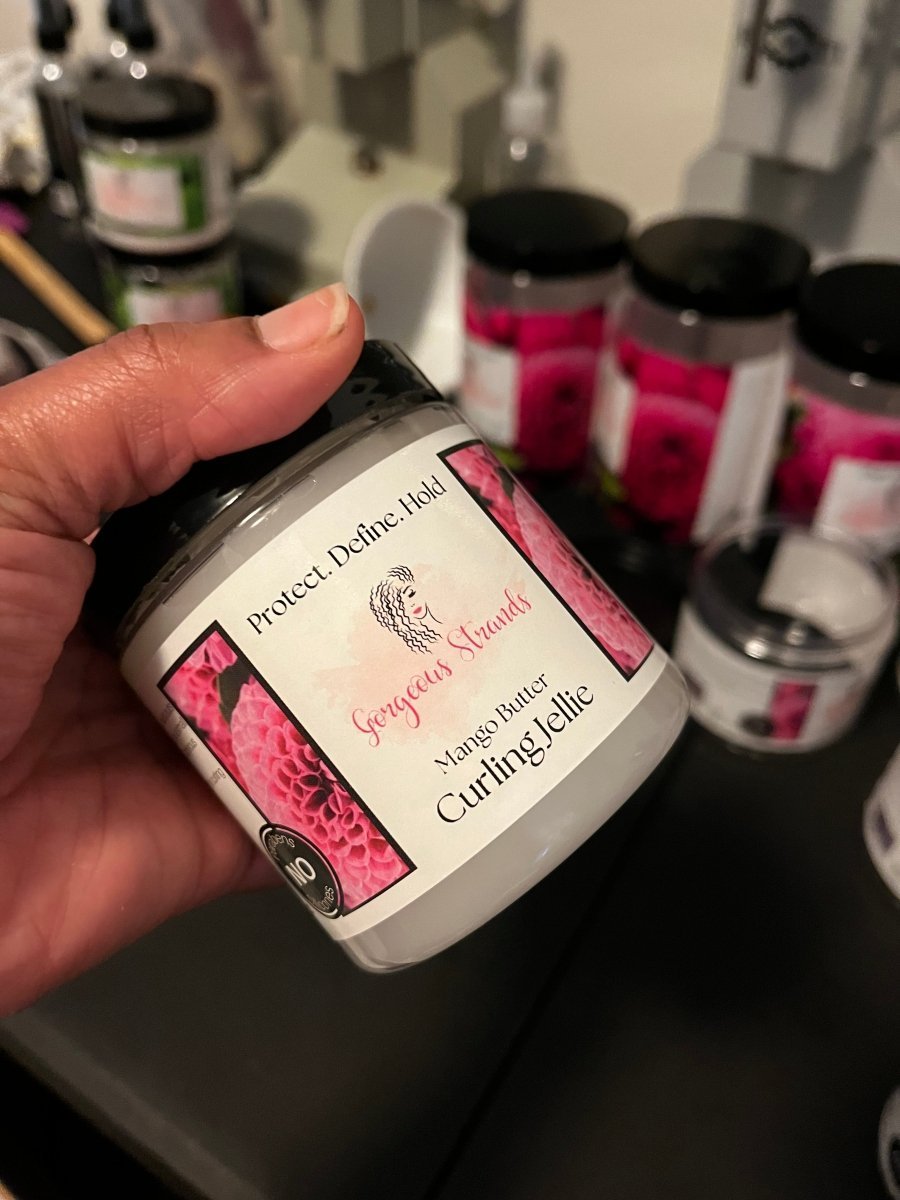 Protect. Define. Hold
Gorgeous Strands
Mango Butter
Curling Jellie
NO